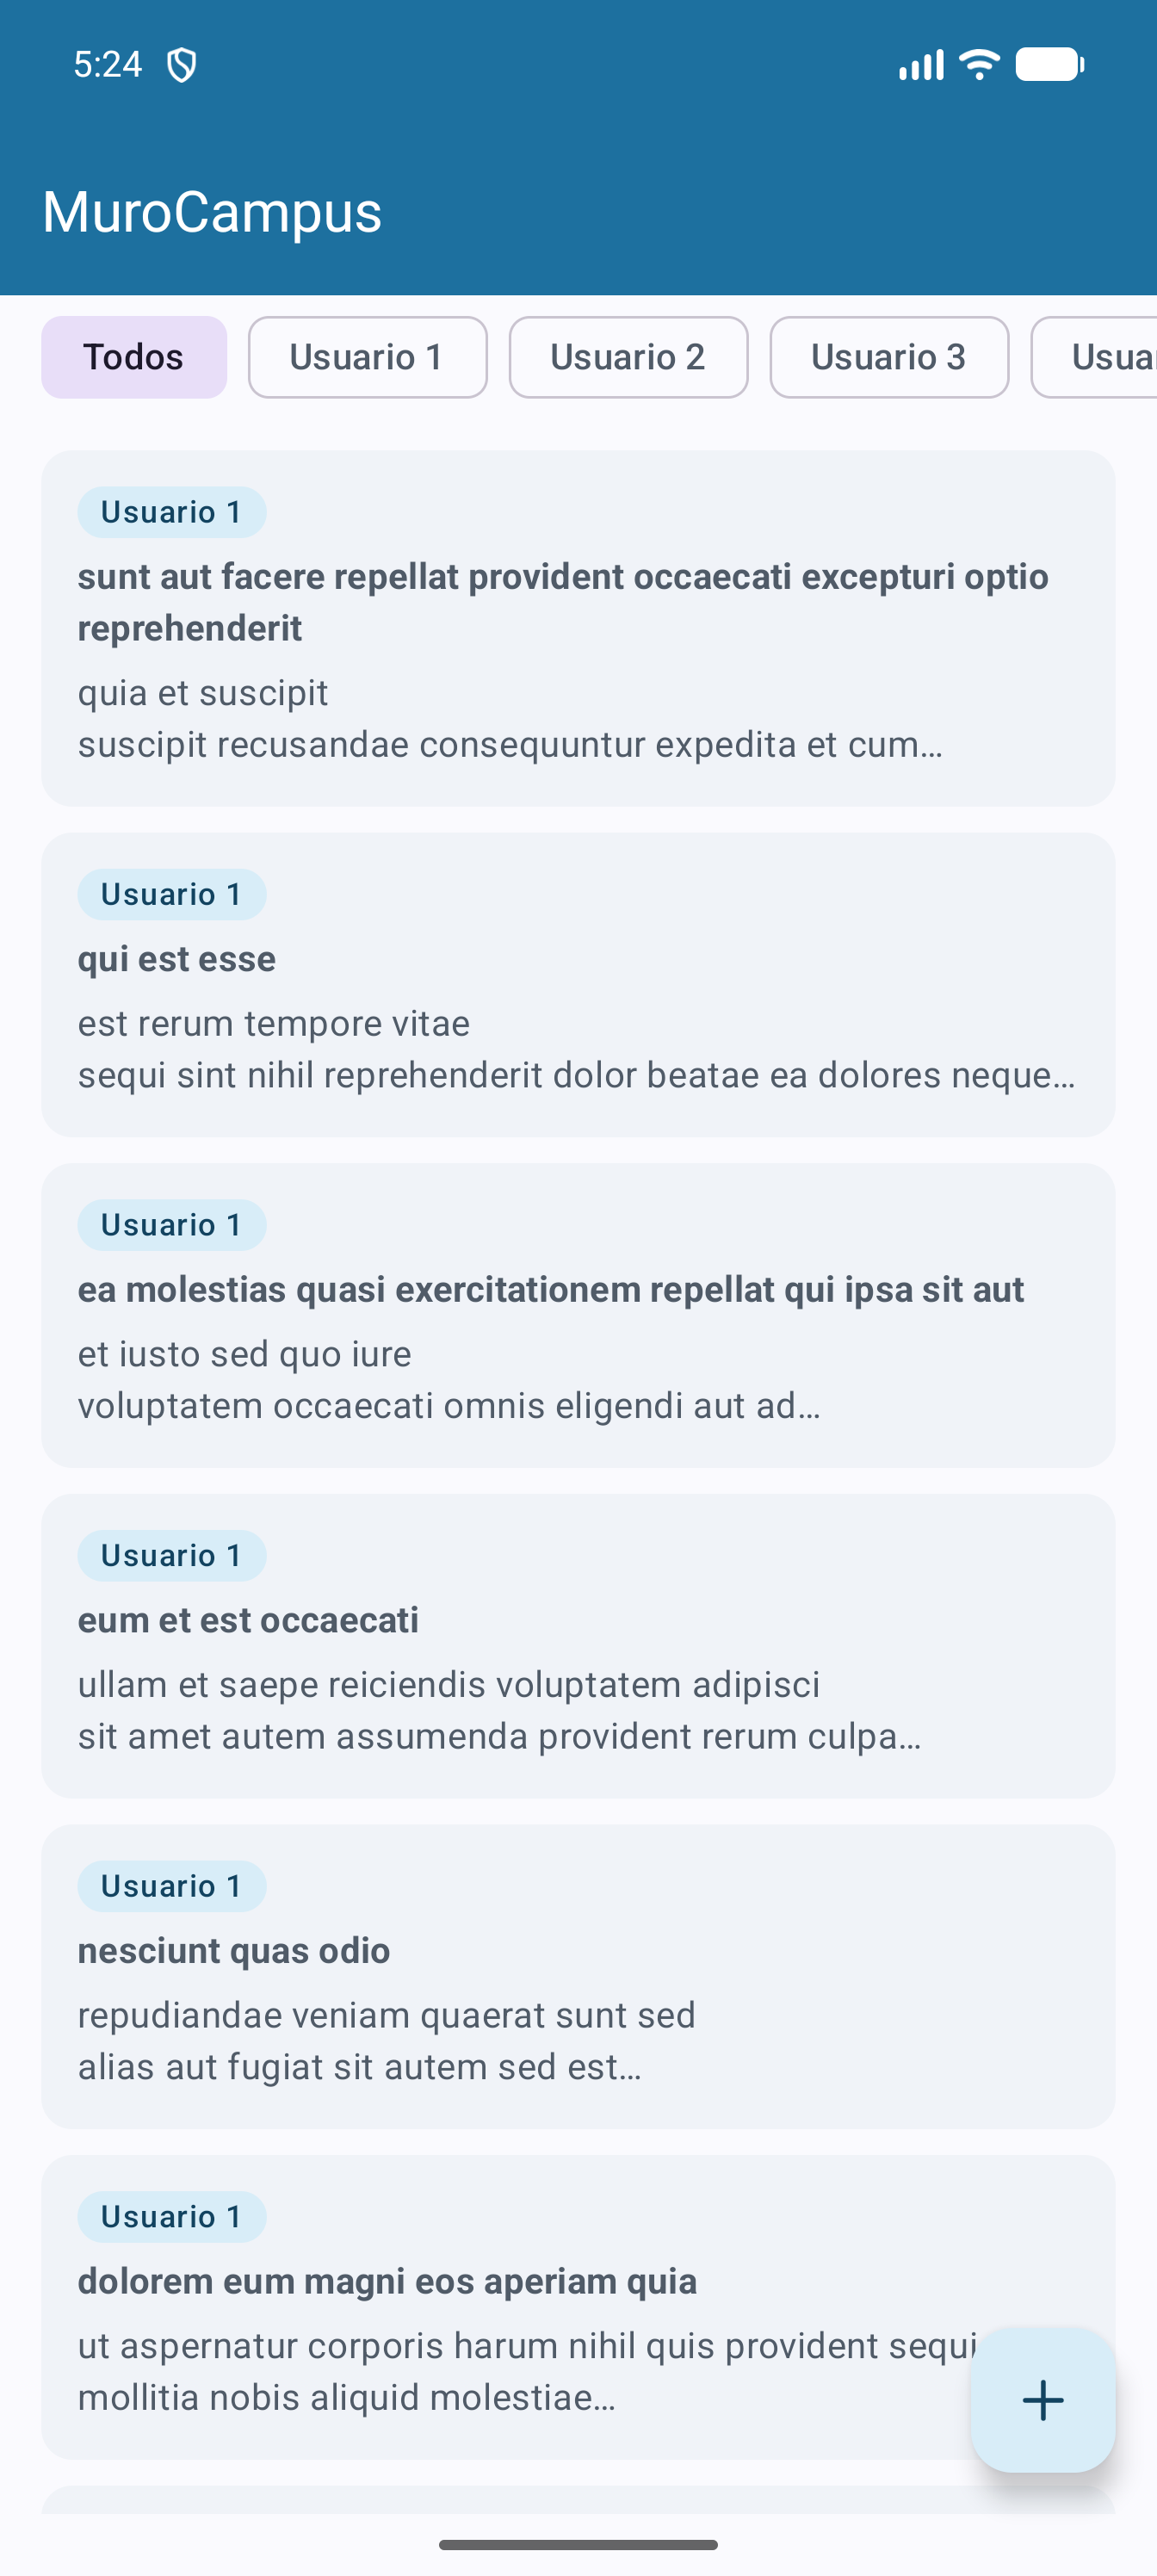 5:24
MuroCampus
Todos
Usuario 1
Usuario 2
Usuario 3
Usua
Usuario 1
sunt aut facere repellat provident occaecati excepturi optio
reprehenderit
quia et suscipit
suscipit recusandae consequuntur expedita et cum…
Usuario 1
qui est esse
est rerum tempore vitae
sequi sint nihil reprehenderit dolor beatae ea dolores neque…
Usuario 1
ea molestias quasi exercitationem repellat qui ipsa sit aut
et iusto sed quo iure
voluptatem occaecati omnis eligendi aut ad…
Usuario 1
eum et est occaecati
ullam et saepe reiciendis voluptatem adipisci
sit amet autem assumenda provident rerum culpa…
Usuario 1
nesciunt quas odio
repudiandae veniam quaerat sunt sed
alias aut fugiat sit autem sed est…
Usuario 1
dolorem eum magni eos aperiam quia
ut aspernatur corporis harum nihil quis provident sequi
mollitia nobis aliquid molestiae…